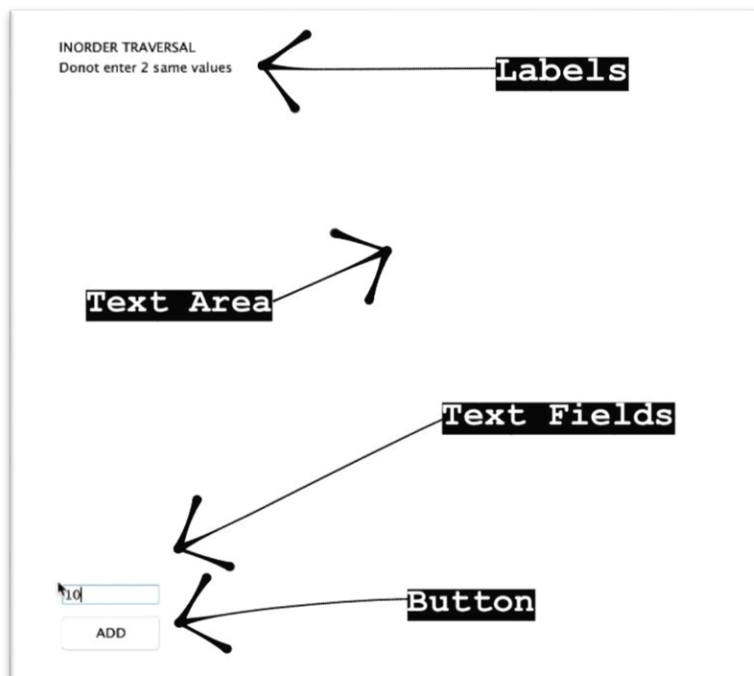 INORDER TRAVERSAL
Donot enter 2 same values
Labels
Text Area
Text Fields
10
Button
ADD